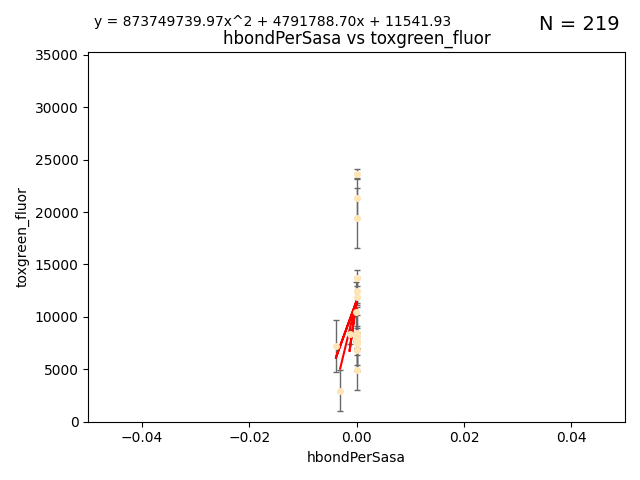 y = 873749739.97x^2 + 4791788.70x + 11541.93
N = 219
hbondPerSasa vs toxgreen_fluor
35000
30000
25000
20000
15000
10000
5000
0
toxgreen_fluor
−0.04
−0.02
0.00
0.02
0.04
hbondPerSasa